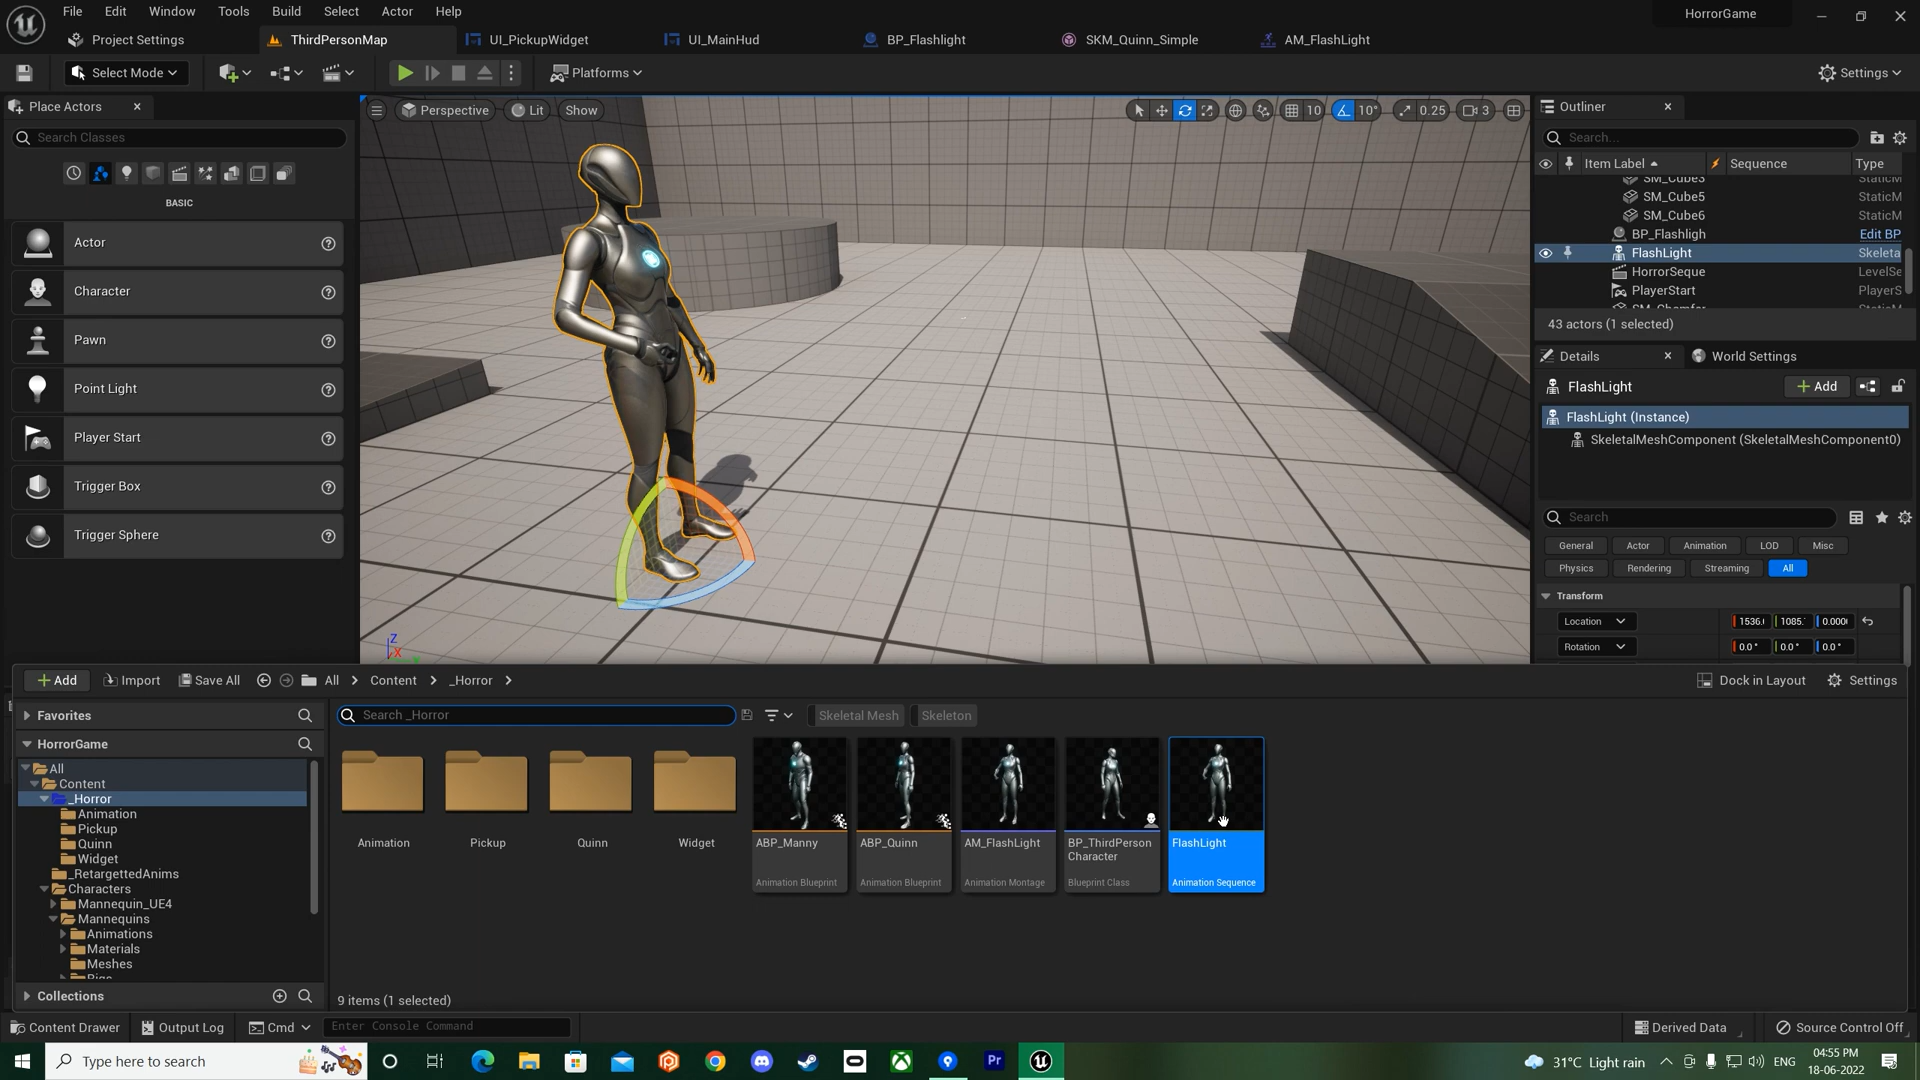 File Edit Window Tools Build Select Actor Help
HorrorGame
Project Settings
ThirdPersonMap
UI_PickupWidget
UI_MainHud
BP_Flashlight
SKM_Quinn_Simple
AM_FlashLight
Select Mode
Platforms
Settings
Place Actors
Search Classes
BASIC
Actor
Character
Pawn
Point Light
Player Start
Trigger Box
Trigger Sphere
Perspective
Lit
Show
10
10°
0.25
3
Z
X
Outliner
Search...
Item Label
Sequence
Type
SM_Cube3 StaticM
SM_Cube5 StaticM
SM_Cube6 StaticM
BP_Flashligh Edit BP
FlashLight Skeleta
HorrorSeque LevelSe
PlayerStart PlayerS
43 actors (1 selected)
Details
World Settings
FlashLight
Add
FlashLight (Instance)
SkeletalMeshComponent (SkeletalMeshComponent0)
Search
General Actor Animation LOD Misc
Physics Rendering Streaming All
Transform
Location 1536. 1085. 0.000
Rotation 0.0° 0.0° 0.0°
Add
Import
Save All
All
Content
_Horror
Dock in Layout
Settings
Favorites
HorrorGame
All
Content
_Horror
Animation
Pickup
Quinn
Widget
_RetargettedAnims
Characters
Mannequin_UE4
Mannequins
Animations
Materials
Meshes
Collections
Search _Horror
Skeletal Mesh
Skeleton
Animation
Pickup
Quinn
Widget
ABP_Manny
Animation Blueprint
ABP_Quinn
Animation Blueprint
AM_FlashLight
Animation Montage
BP_ThirdPerson
Character
Blueprint Class
FlashLight
Animation Sequence
9 items (1 selected)
Content Drawer
Output Log
Cmd
Enter Console Command
Derived Data
Source Control Off
Type here to search
Pr
31°C Light rain
ENG
04:55 PM
18-06-2022